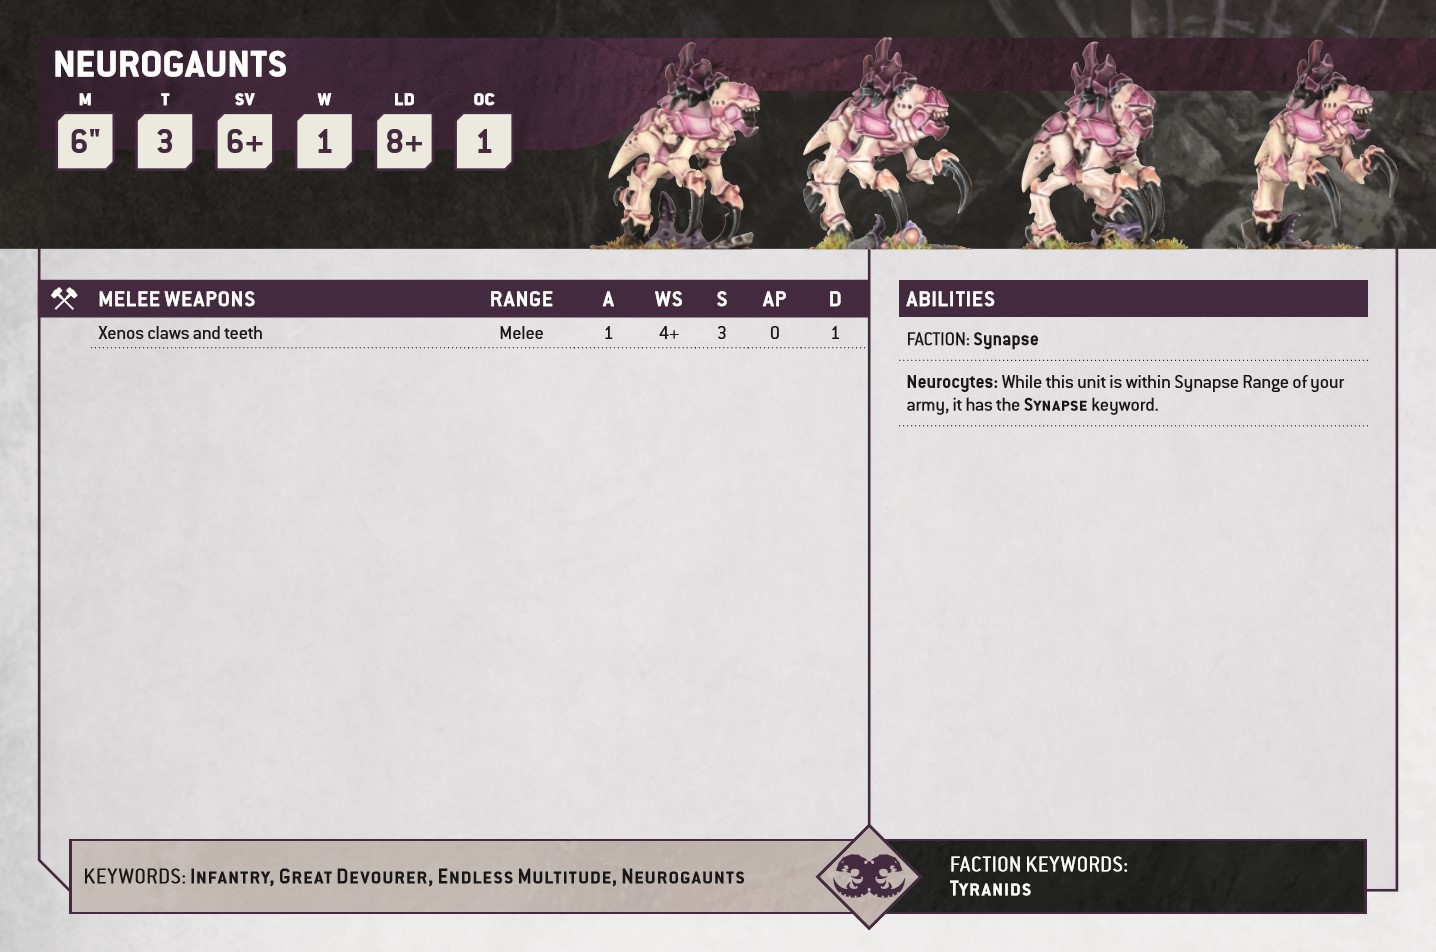 NEUROGAUNTS
M T SV W LD OC
6" 3 6+ 1 8+ 1
MELEE WEAPONS RANGE A WS S AP D
Xenos claws and teeth Melee 1 4+ 3 0 1
ABILITIES
FACTION: Synapse
Neurocytes: While this unit is within Synapse Range of your
army, it has the SYNAPSE keyword.
KEYWORDS: INFANTRY, GREAT DEVOURER, ENDLESS MULTITUDE, NEUROGAUNTS
FACTION KEYWORDS:
TYRANIDS